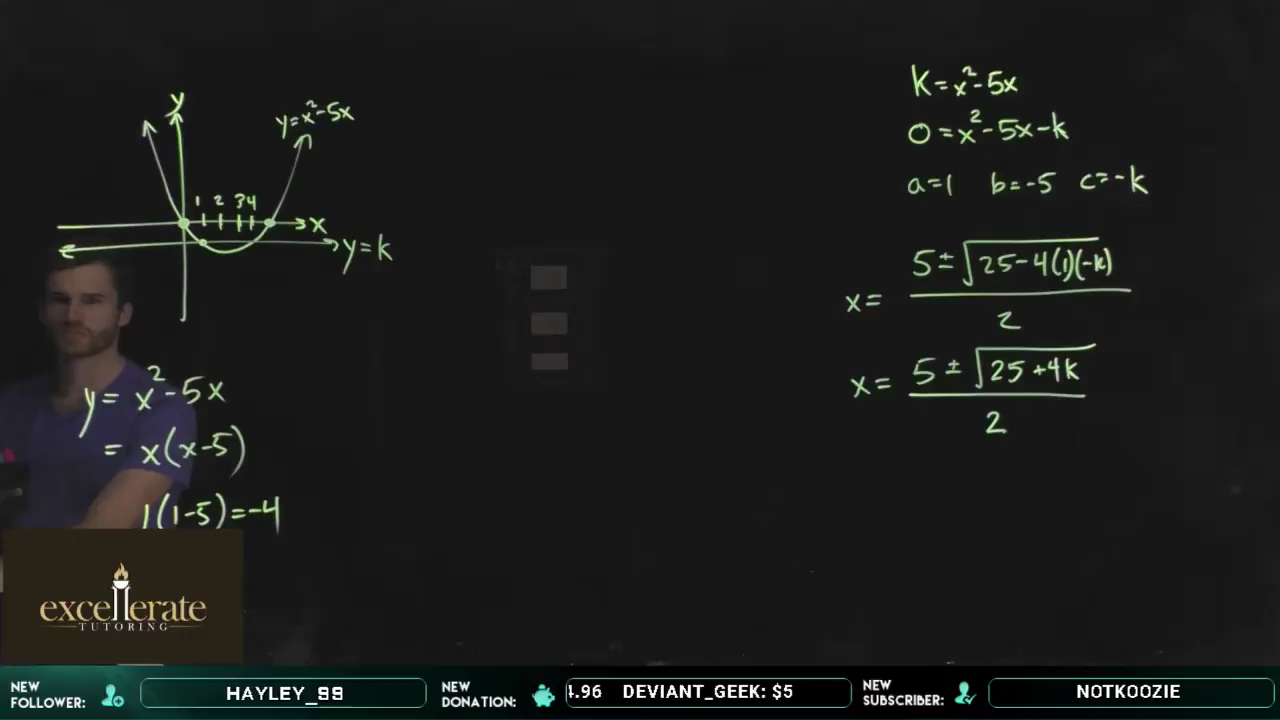 y
y=x²-5x
1 2 3 4
x
y=k
y = x² - 5x
= x(x-5)
1(1-5) = -4
K = x² - 5x
0 = x² - 5x - k
a=1 b=-5 c=-k
x = 5 ± √25 - 4(1)(-k)
2
x = 5 ± √25 + 4k
2
excellerate
TUTORING
NEW FOLLOWER: HAYLEY_99
NEW DONATION: 4.96 DEVIANT_GEEK: $5
NEW SUBSCRIBER: NOTKOOZIE